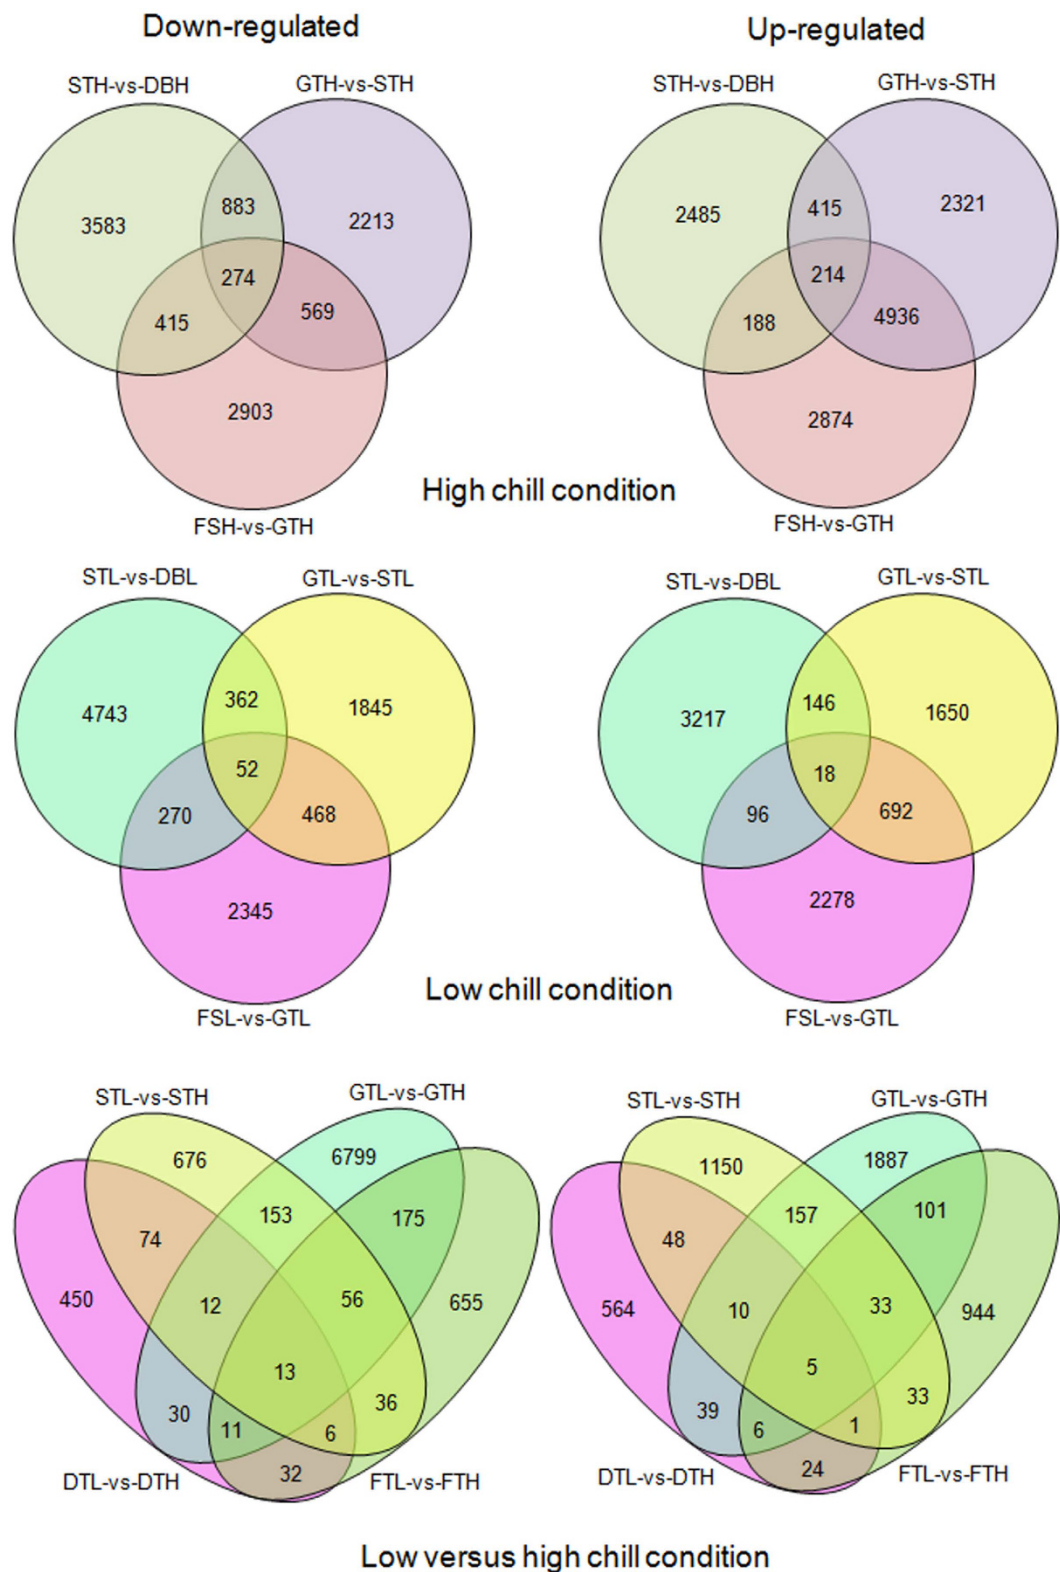 Down-regulated
Up-regulated
STH-vs-DBH
GTH-vs-STH
3583
883
2213
274
415
569
2903
FSH-vs-GTH
STH-vs-DBH
GTH-vs-STH
2485
415
2321
214
188
4936
2874
FSH-vs-GTH
High chill condition
STL-vs-DBL
GTL-vs-STL
4743
362
1845
52
270
468
2345
FSL-vs-GTL
STL-vs-DBL
GTL-vs-STL
3217
146
1650
18
96
692
2278
FSL-vs-GTL
Low chill condition
STL-vs-STH
GTL-vs-GTH
676
6799
153
175
74
450
12
56
655
13
30
11
6
36
32
DTL-vs-DTH
FTL-vs-FTH
STL-vs-STH
GTL-vs-GTH
1150
1887
157
101
48
564
10
33
944
5
39
6
1
33
24
DTL-vs-DTH
FTL-vs-FTH
Low versus high chill condition